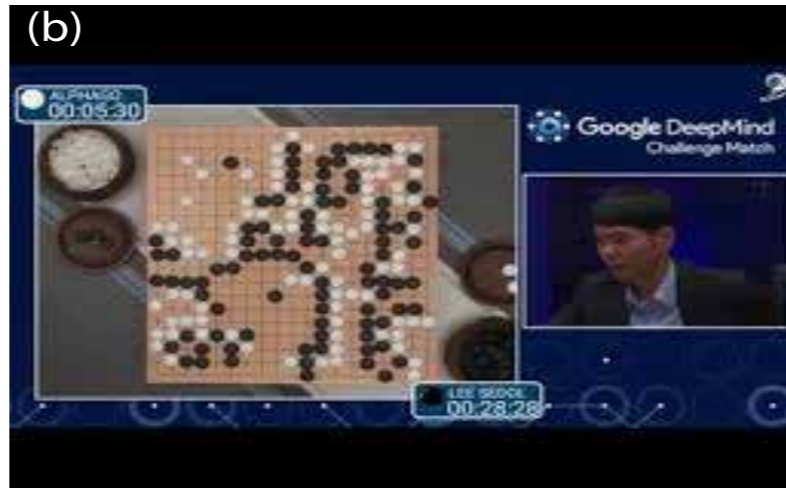 (b)
ALPHAGO
00:05:30
Google DeepMind
Challenge Match
LEE SEDOL
00:28:28